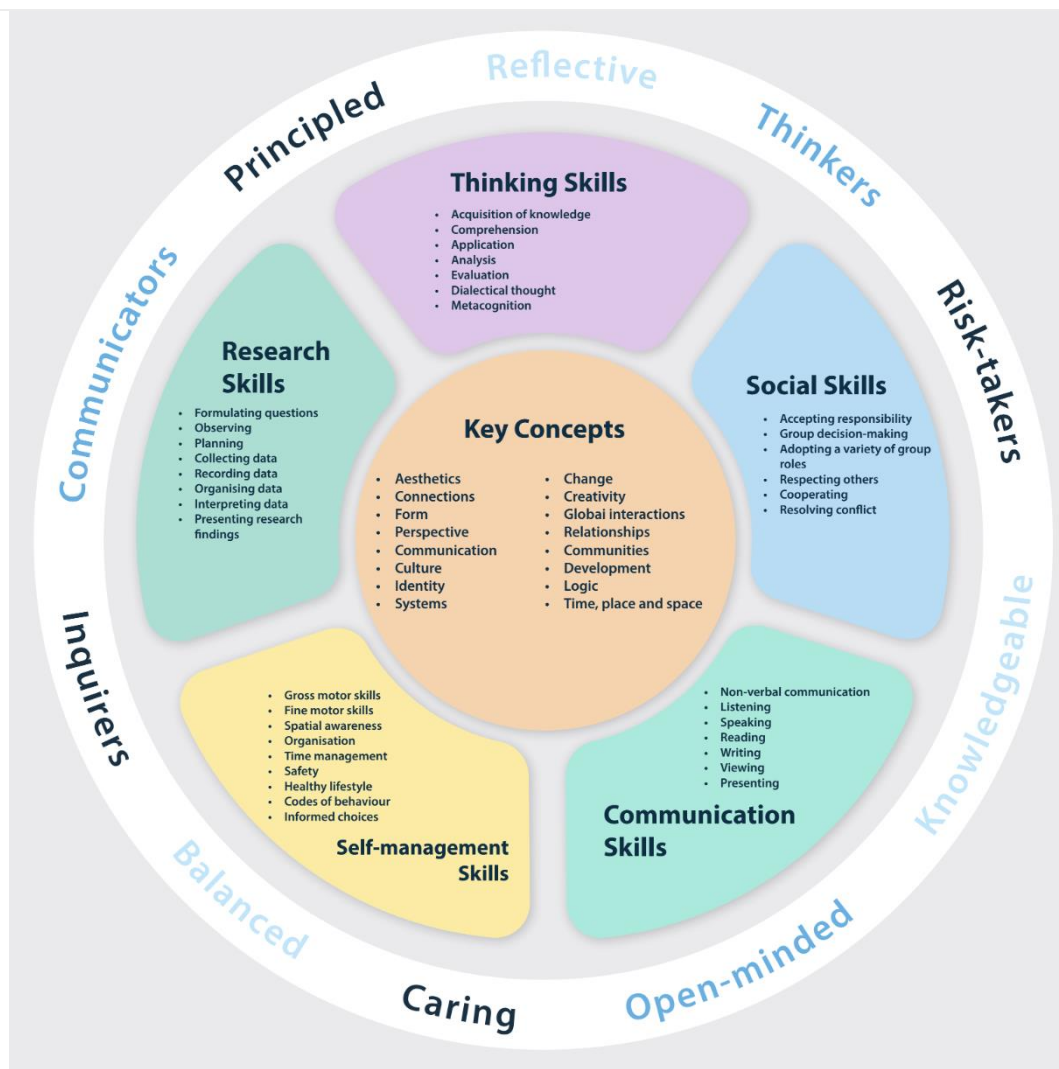 Reflective
Thinkers
Risk-takers
Knowledgeable
Open-minded
Caring
Balanced
Inquirers
Communicators
Principled
Thinking Skills
• Acquisition of knowledge
• Comprehension
• Application
• Analysis
• Evaluation
• Dialectical thought
• Metacognition
Social Skills
• Accepting responsibility
• Group decision-making
• Adopting a variety of group
roles
• Respecting others
• Cooperating
• Resolving conflict
• Non-verbal communication
• Listening
• Speaking
• Reading
• Writing
• Viewing
• Presenting
Communication
Skills
• Gross motor skills
• Fine motor skills
• Spatial awareness
• Organisation
• Time management
• Safety
• Healthy lifestyle
• Codes of behaviour
• Informed choices
Self-management
Skills
Research
Skills
• Formulating questions
• Observing
• Planning
• Collecting data
• Recording data
• Organising data
• Interpreting data
• Presenting research
findings
Key Concepts
• Aesthetics
• Connections
• Form
• Perspective
• Communication
• Culture
• Identity
• Systems
• Change
• Creativity
• Global interactions
• Relationships
• Communities
• Development
• Logic
• Time, place and space